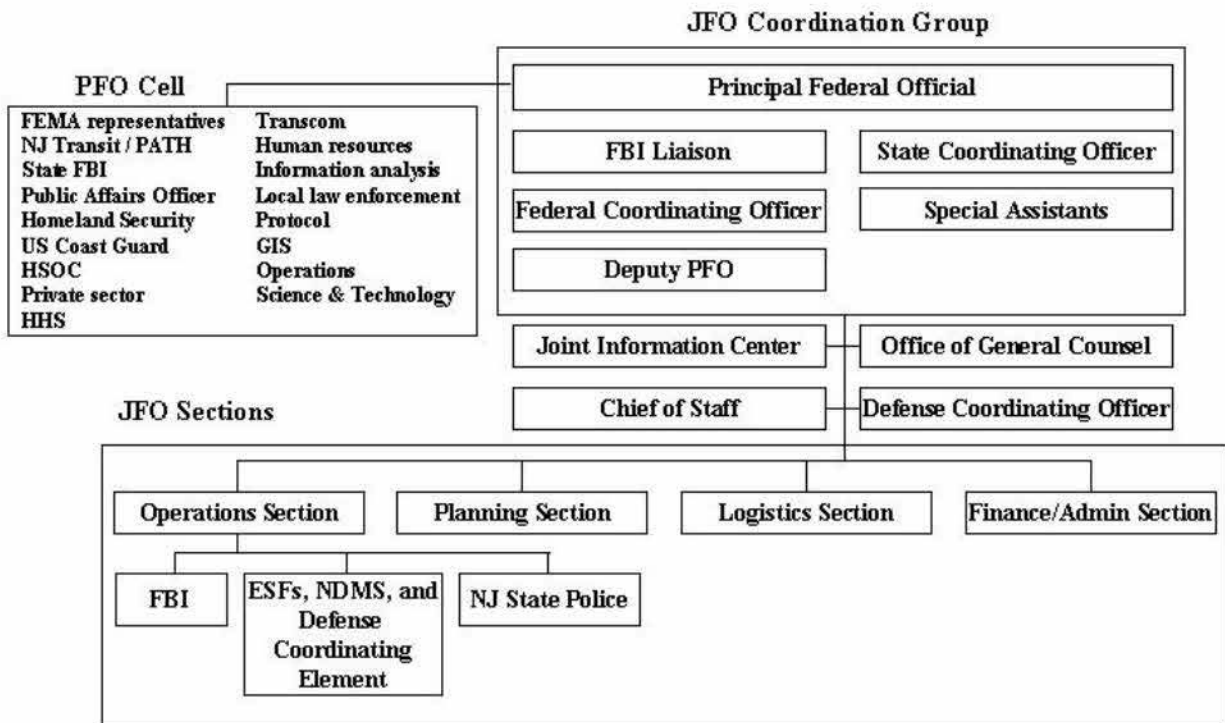 JFO Coordination Group
Principal Federal Official
PFO Cell
FEMA representatives
NJ Transit / PATH
State FBI
Public Affairs Officer
Homeland Security
US Coast Guard
HSOC
Private sector
HHS
Transcom
Human resources
Information analysis
Local law enforcement
Protocol
GIS
Operations
Science & Technology
FBI Liaison
State Coordinating Officer
Federal Coordinating Officer
Special Assistants
Deputy PFO
Joint Information Center
Office of General Counsel
Chief of Staff
Defense Coordinating Officer
JFO Sections
Operations Section
Planning Section
Logistics Section
Finance/Admin Section
FBI
ESFs, NDMS, and
Defense
Coordinating
Element
NJ State Police